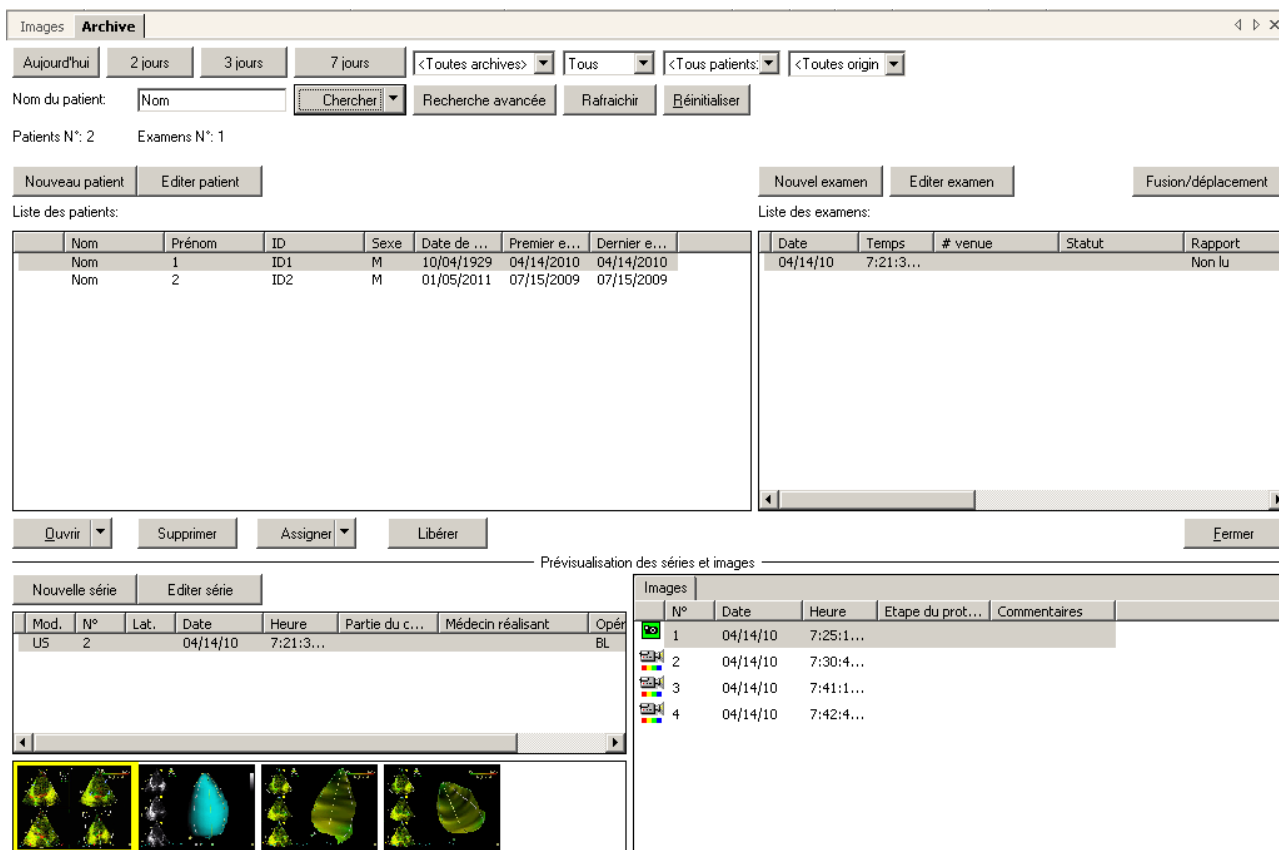 Images Archive
Aujourd'hui 2 jours 3 jours 7 jours <Toutes archives> Tous <Tous patients: <Toutes origin
Nom du patient: Nom Chercher Recherche avancée Rafraichir Réinitialiser
Patients N°: 2 Examens N°: 1
Nouveau patient Editer patient Nouvel examen Editer examen Fusion/déplacement
Liste des patients: Liste des examens:
Nom Prénom ID Sexe Date de ... Premier e... Dernier e... Date Temps # venue Statut Rapport
Nom 1 ID1 M 10/04/1929 04/14/2010 04/14/2010 04/14/10 7:21:3... Non lu
Nom 2 ID2 M 01/05/2011 07/15/2009 07/15/2009
Ouvrir Supprimer Assigner Libérer Fermer
Prévisualisation des séries et images
Nouvelle série Editer série Images
Mod. N° Lat. Date Heure Partie du c... Médecin réalisant Opér
US 2 04/14/10 7:21:3... BL
N° Date Heure Etape du prot... Commentaires
1 04/14/10 7:25:1...
2 04/14/10 7:30:4...
3 04/14/10 7:41:1...
4 04/14/10 7:42:4...